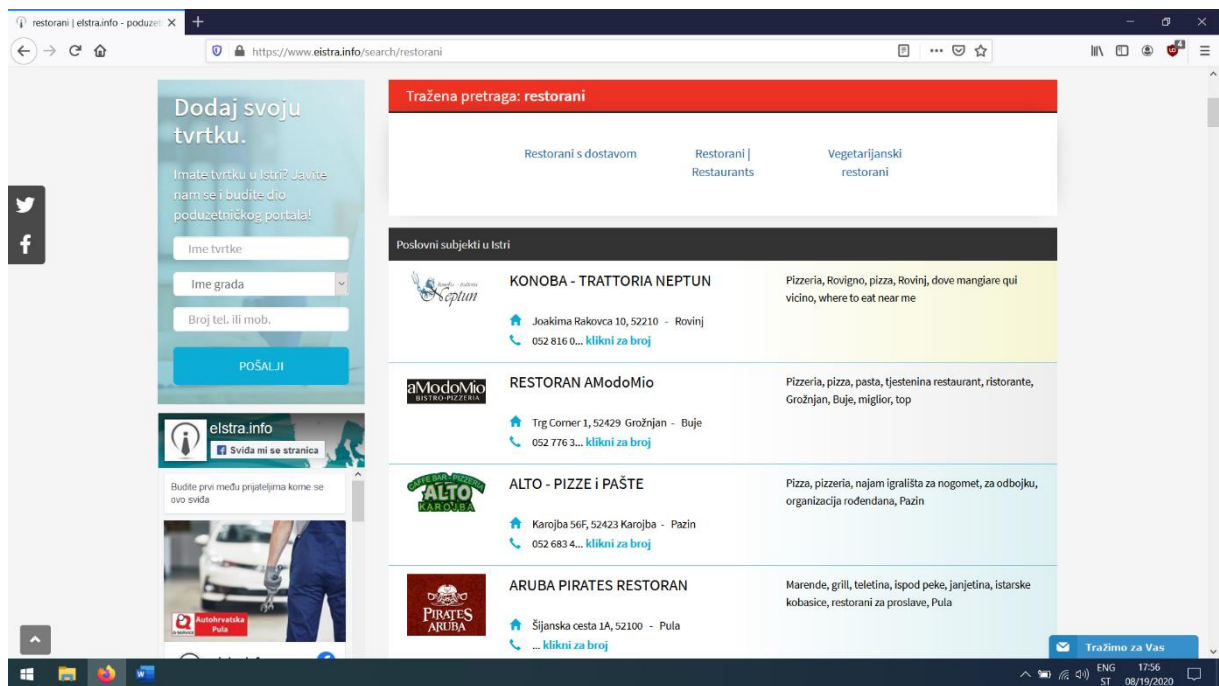 restorani | eIstra.info - poduzet
https://www.eistra.info/search/restorani
4
Dodaj svoju
tvrtku.
Imate tvrtku u Istri? Javite
nam se i budite dio
poduzetničkog portala!
Ime tvrtke
Ime grada
Broj tel. ili mob.
POŠALJI
eIstra.info
Sviđa mi se stranica
Budite prvi među prijateljima kome se
ovo sviđa
Autohrvatska
Pula
Tražena pretraga: restorani
Restorani s dostavom
Restorani |
Restaurants
Vegetarijanski
restorani
Poslovni subjekti u Istri
Neptun
KONOBA - TRATTORIA NEPTUN
Joakima Rakovca 10, 52210 - Rovinj
052 816 0... klikni za broj
Pizzeria, Rovigno, pizza, Rovinj, dove mangiare qui
vicino, where to eat near me
aModoMio
BISTRO-PIZZERIA
RESTORAN AModoMio
Trg Corner 1, 52429 Grožnjan - Buje
052 776 3... klikni za broj
Pizzeria, pizza, pasta, tjestenina restaurant, ristorante,
Grožnjan, Buje, miglior, top
CAFFE BAR - PIZZERIA
ALTO
KAROJBA
ALTO - PIZZE i PAŠTE
Karojba 56F, 52423 Karojba - Pazin
052 683 4... klikni za broj
Pizza, pizzeria, najam igrališta za nogomet, za odbojku,
organizacija rođendana, Pazin
PIRATES
ARUBA
ARUBA PIRATES RESTORAN
Šijanska cesta 1A, 52100 - Pula
... klikni za broj
Marende, grill, teletina, ispod peke, janjetina, istarske
kobasice, restorani za proslave, Pula
Tražimo za Vas
ENG
ST
17:56
08/19/2020